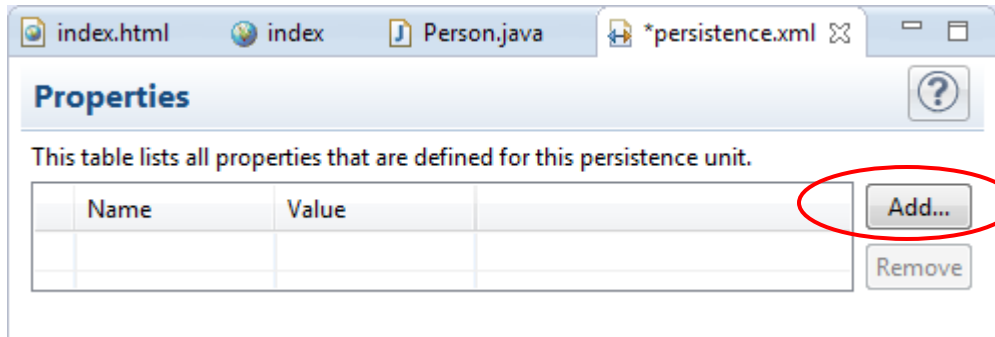 index.html index Person.java *persistence.xml
Properties
This table lists all properties that are defined for this persistence unit.
Name Value Add...
Remove